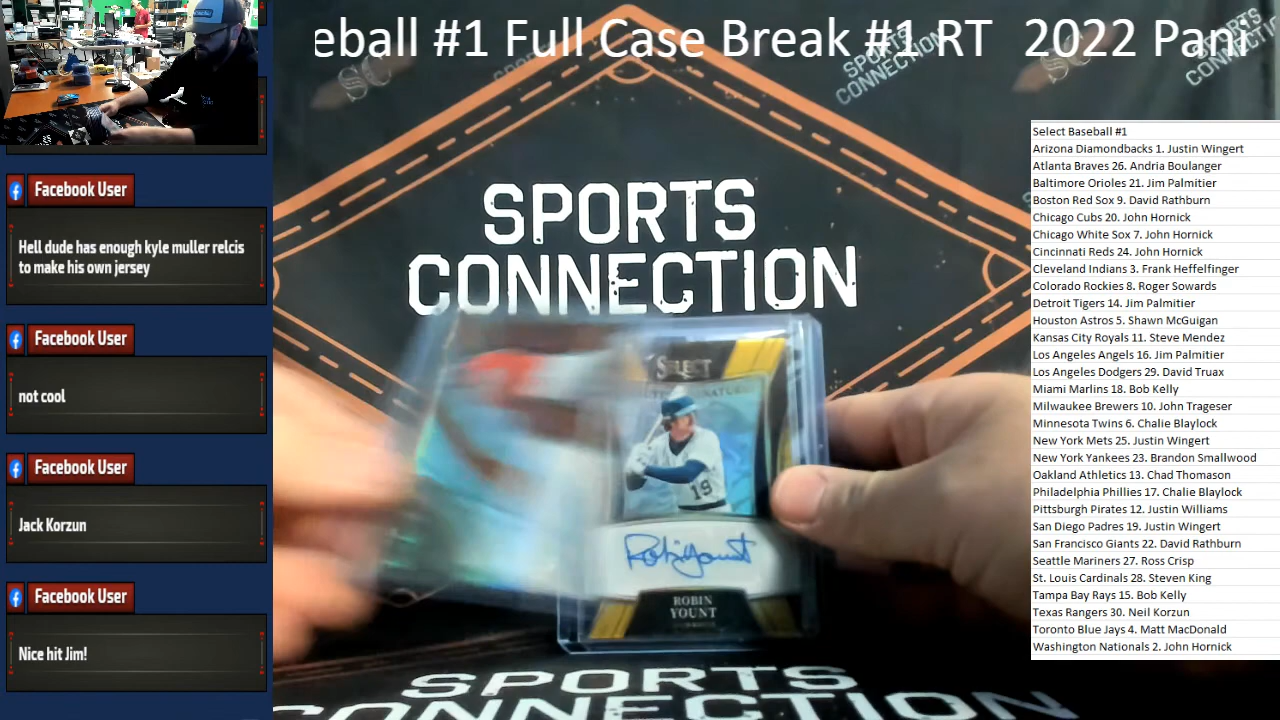 eball #1 Full Case Break #1 RT 2022 Pani
SPORTS
CONNECTION
Facebook User
Hell dude has enough kyle muller relcis
to make his own jersey
Facebook User
not cool
Facebook User
Jack Korzun
Facebook User
Nice hit Jim!
SPORTS
CONNECTION
SPORTS
CONNECTION
SELECT
19
Robin Yount
ROBIN
YOUNT
SPORTS
CONNECTION
Select Baseball #1
Arizona Diamondbacks 1. Justin Wingert
Atlanta Braves 26. Andria Boulanger
Baltimore Orioles 21. Jim Palmitier
Boston Red Sox 9. David Rathburn
Chicago Cubs 20. John Hornick
Chicago White Sox 7. John Hornick
Cincinnati Reds 24. John Hornick
Cleveland Indians 3. Frank Heffelfinger
Colorado Rockies 8. Roger Sowards
Detroit Tigers 14. Jim Palmitier
Houston Astros 5. Shawn McGuigan
Kansas City Royals 11. Steve Mendez
Los Angeles Angels 16. Jim Palmitier
Los Angeles Dodgers 29. David Truax
Miami Marlins 18. Bob Kelly
Milwaukee Brewers 10. John Trageser
Minnesota Twins 6. Chalie Blaylock
New York Mets 25. Justin Wingert
New York Yankees 23. Brandon Smallwood
Oakland Athletics 13. Chad Thomason
Philadelphia Phillies 17. Chalie Blaylock
Pittsburgh Pirates 12. Justin Williams
San Diego Padres 19. Justin Wingert
San Francisco Giants 22. David Rathburn
Seattle Mariners 27. Ross Crisp
St. Louis Cardinals 28. Steven King
Tampa Bay Rays 15. Bob Kelly
Texas Rangers 30. Neil Korzun
Toronto Blue Jays 4. Matt MacDonald
Washington Nationals 2. John Hornick